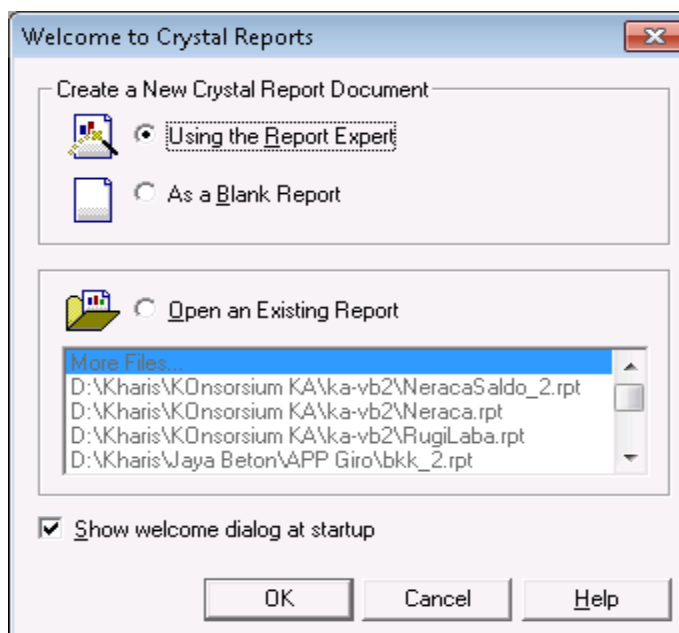 Welcome to Crystal Reports
Create a New Crystal Report Document
Using the Report Expert
As a Blank Report
Open an Existing Report
More Files...
D:\Kharis\KOnsorsium KA\ka-vb2\NeracaSaldo_2.rpt
D:\Kharis\KOnsorsium KA\ka-vb2\Neraca.rpt
D:\Kharis\KOnsorsium KA\ka-vb2\RugiLaba.rpt
D:\Kharis\Jaya Beton\APP Giro\bkk_2.rpt
Show welcome dialog at startup
OK Cancel Help